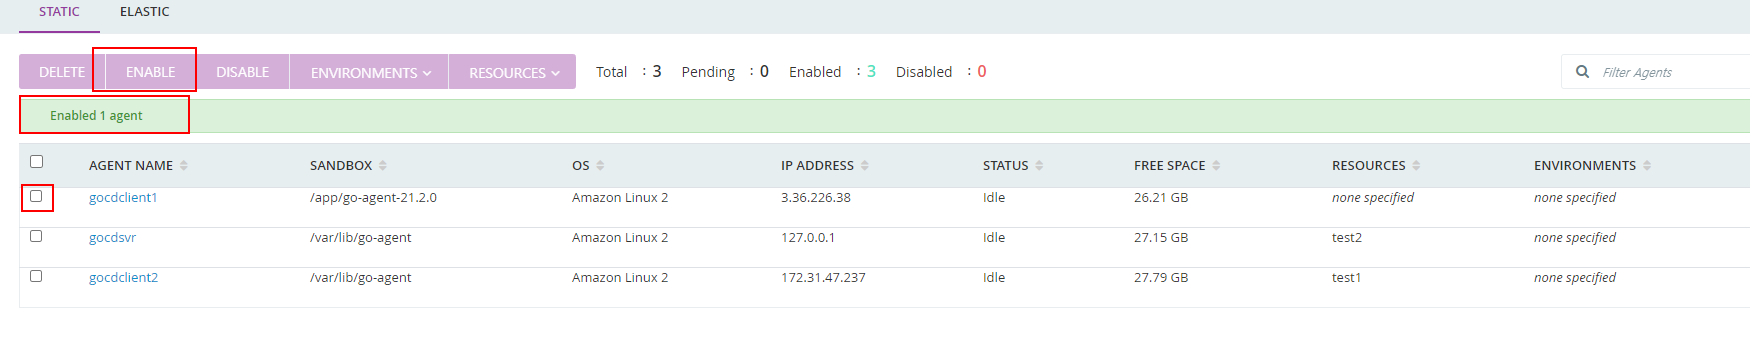 STATIC ELASTIC
DELETE ENABLE DISABLE ENVIRONMENTS RESOURCES Total : 3 Pending : 0 Enabled : 3 Disabled : 0 Filter Agents
Enabled 1 agent
AGENT NAME SANDBOX OS IP ADDRESS STATUS FREE SPACE RESOURCES ENVIRONMENTS
gocdclient1 /app/go-agent-21.2.0 Amazon Linux 2 3.36.226.38 Idle 26.21 GB none specified none specified
gocdsvr /var/lib/go-agent Amazon Linux 2 127.0.0.1 Idle 27.15 GB test2 none specified
gocdclient2 /var/lib/go-agent Amazon Linux 2 172.31.47.237 Idle 27.79 GB test1 none specified